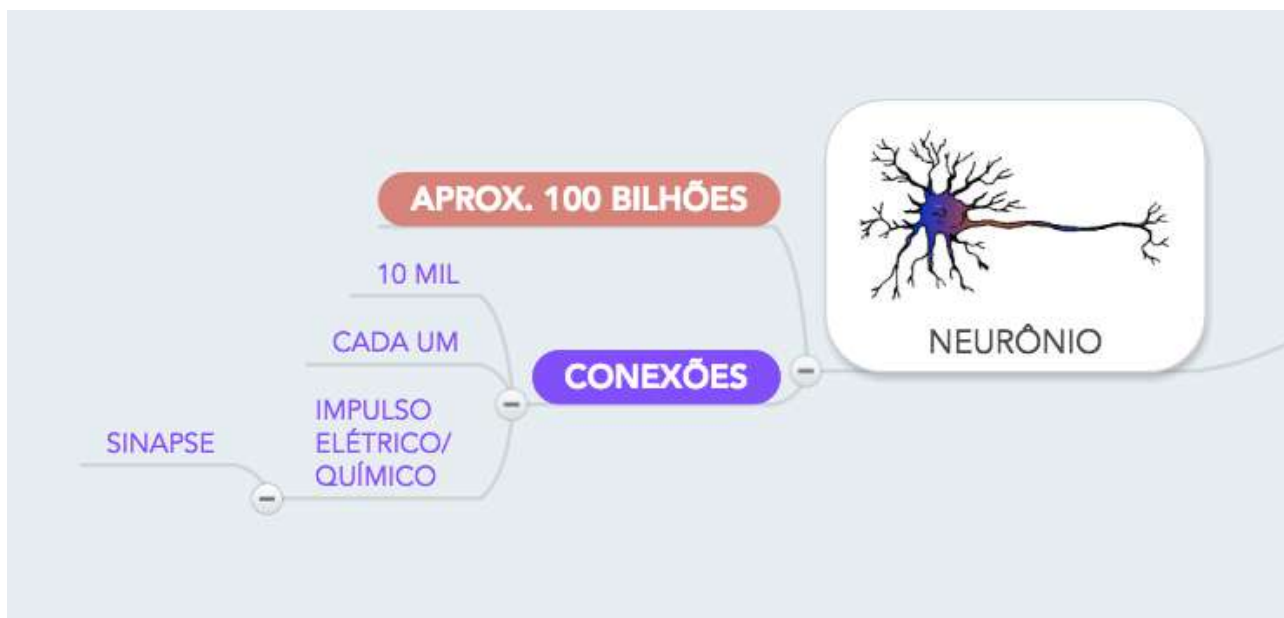 APROX. 100 BILHÕES
10 MIL
CADA UM
CONEXÕES
IMPULSO
ELÉTRICO/
QUÍMICO
SINAPSE
NEURÔNIO